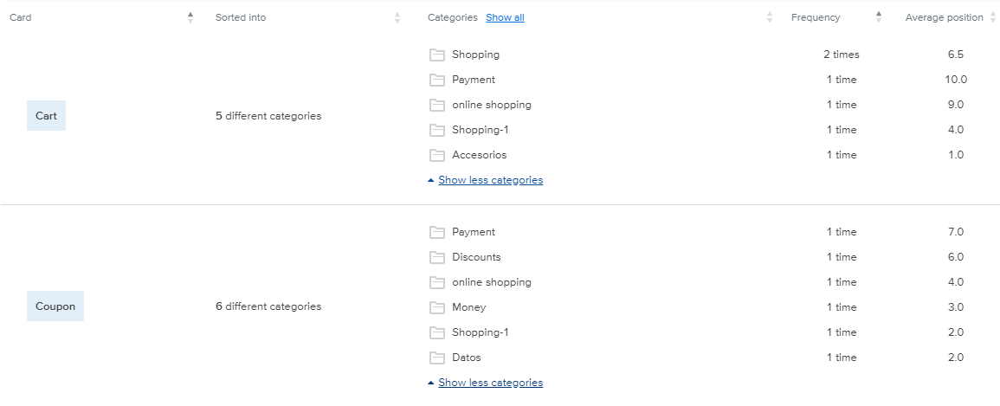 Card Sorted into Categories Show all Frequency Average position
Shopping 2 times 6.5
Payment 1 time 10.0
online shopping 1 time 9.0
Cart 5 different categories
Shopping-1 1 time 4.0
Accesorios 1 time 1.0
Show less categories
Payment 1 time 7.0
Discounts 1 time 6.0
online shopping 1 time 4.0
Coupon 6 different categories
Money 1 time 3.0
Shopping-1 1 time 2.0
Datos 1 time 2.0
Show less categories